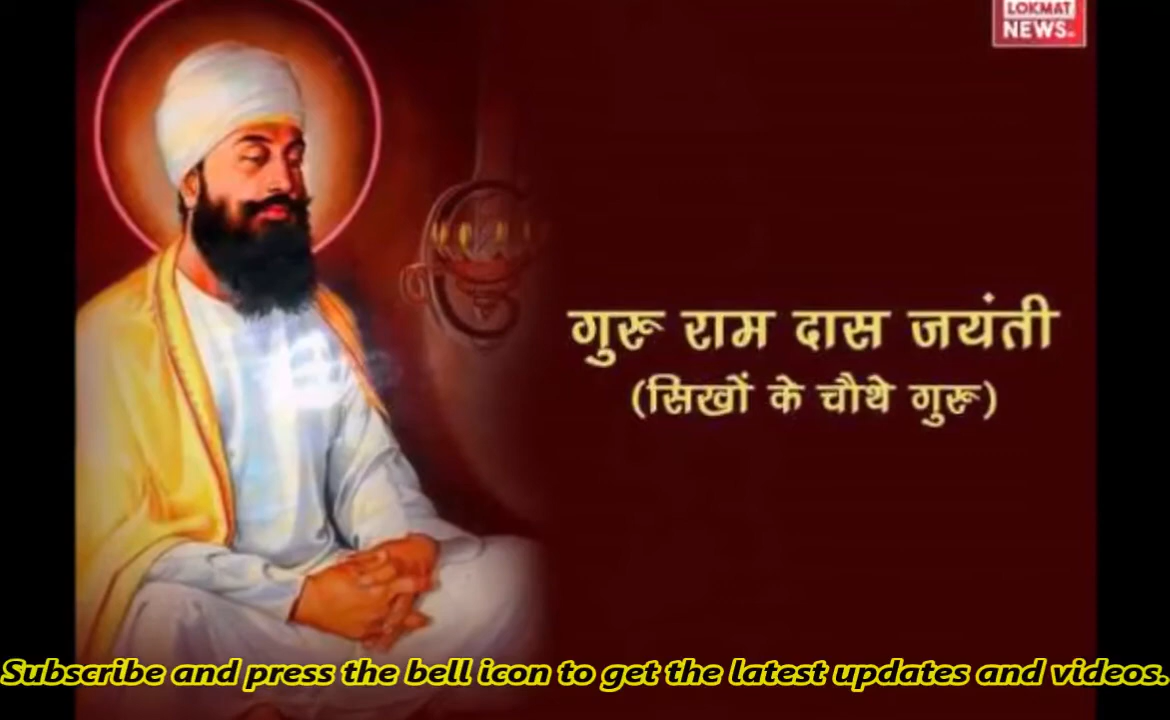 LOKMAT
NEWS
गुरू राम दास जयंती
(सिखों के चौथे गुरू)
Subscribe and press the bell icon to get the latest updates and videos.